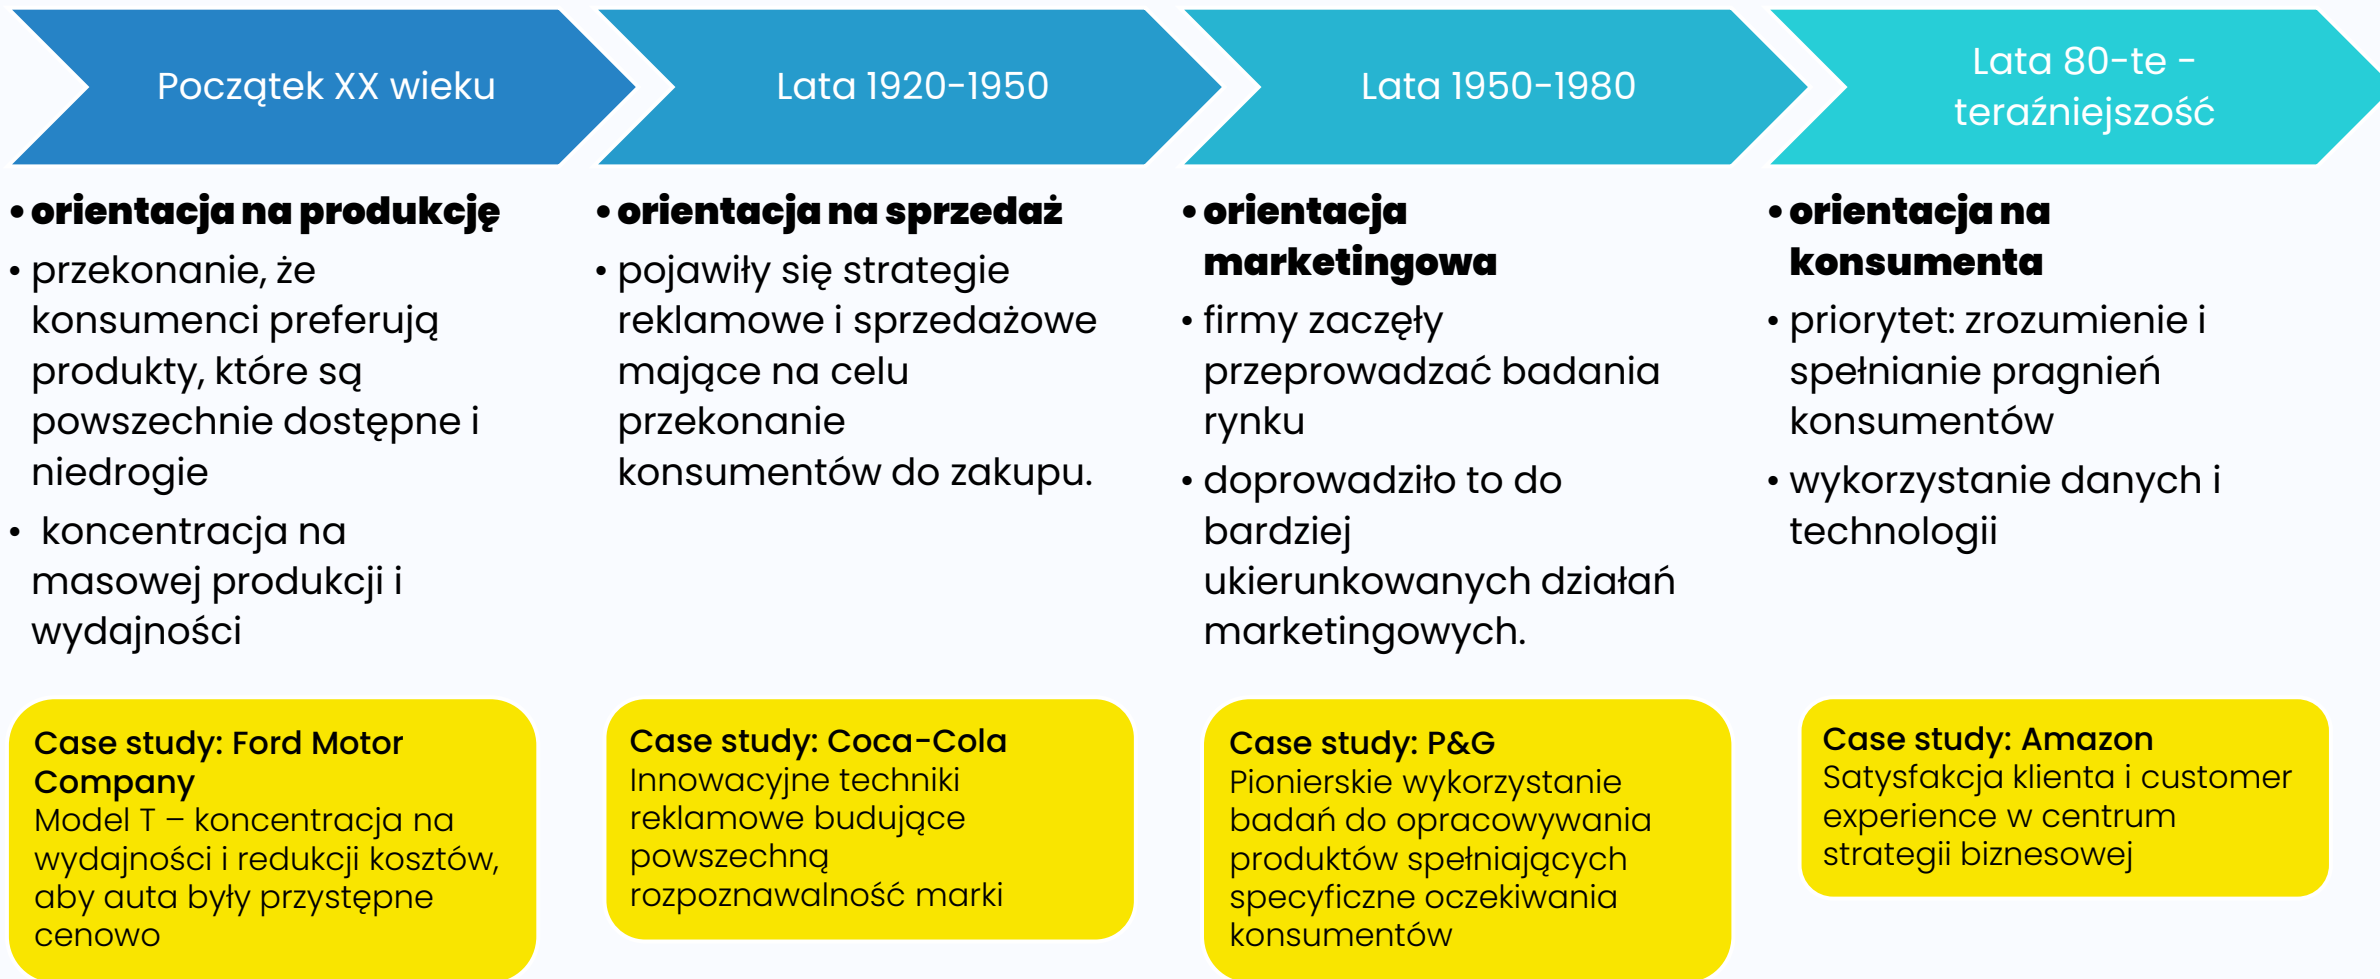 Początek XX wieku
• orientacja na produkcję
• przekonanie, że
konsumenci preferują
produkty, które są
powszechnie dostępne i
niedrogie
• koncentracja na
masowej produkcji i
wydajności
Case study: Ford Motor
Company
Model T – koncentracja na
wydajności i redukcji kosztów,
aby auta były przystępne
cenowo
Lata 1920-1950
• orientacja na sprzedaż
• pojawiły się strategie
reklamowe i sprzedażowe
mające na celu
przekonanie
konsumentów do zakupu.
Case study: Coca-Cola
Innowacyjne techniki
reklamowe budujące
powszechną
rozpoznawalność marki
Lata 1950-1980
• orientacja
marketingowa
• firmy zaczęły
przeprowadzać badania
rynku
• doprowadziło to do
bardziej
ukierunkowanych działań
marketingowych.
Case study: P&G
Pionierskie wykorzystanie
badań do opracowywania
produktów spełniających
specyficzne oczekiwania
konsumentów
Lata 80-te -
teraźniejszość
• orientacja na
konsumenta
• priorytet: zrozumienie i
spełnianie pragnień
konsumentów
• wykorzystanie danych i
technologii
Case study: Amazon
Satysfakcja klienta i customer
experience w centrum
strategii biznesowej